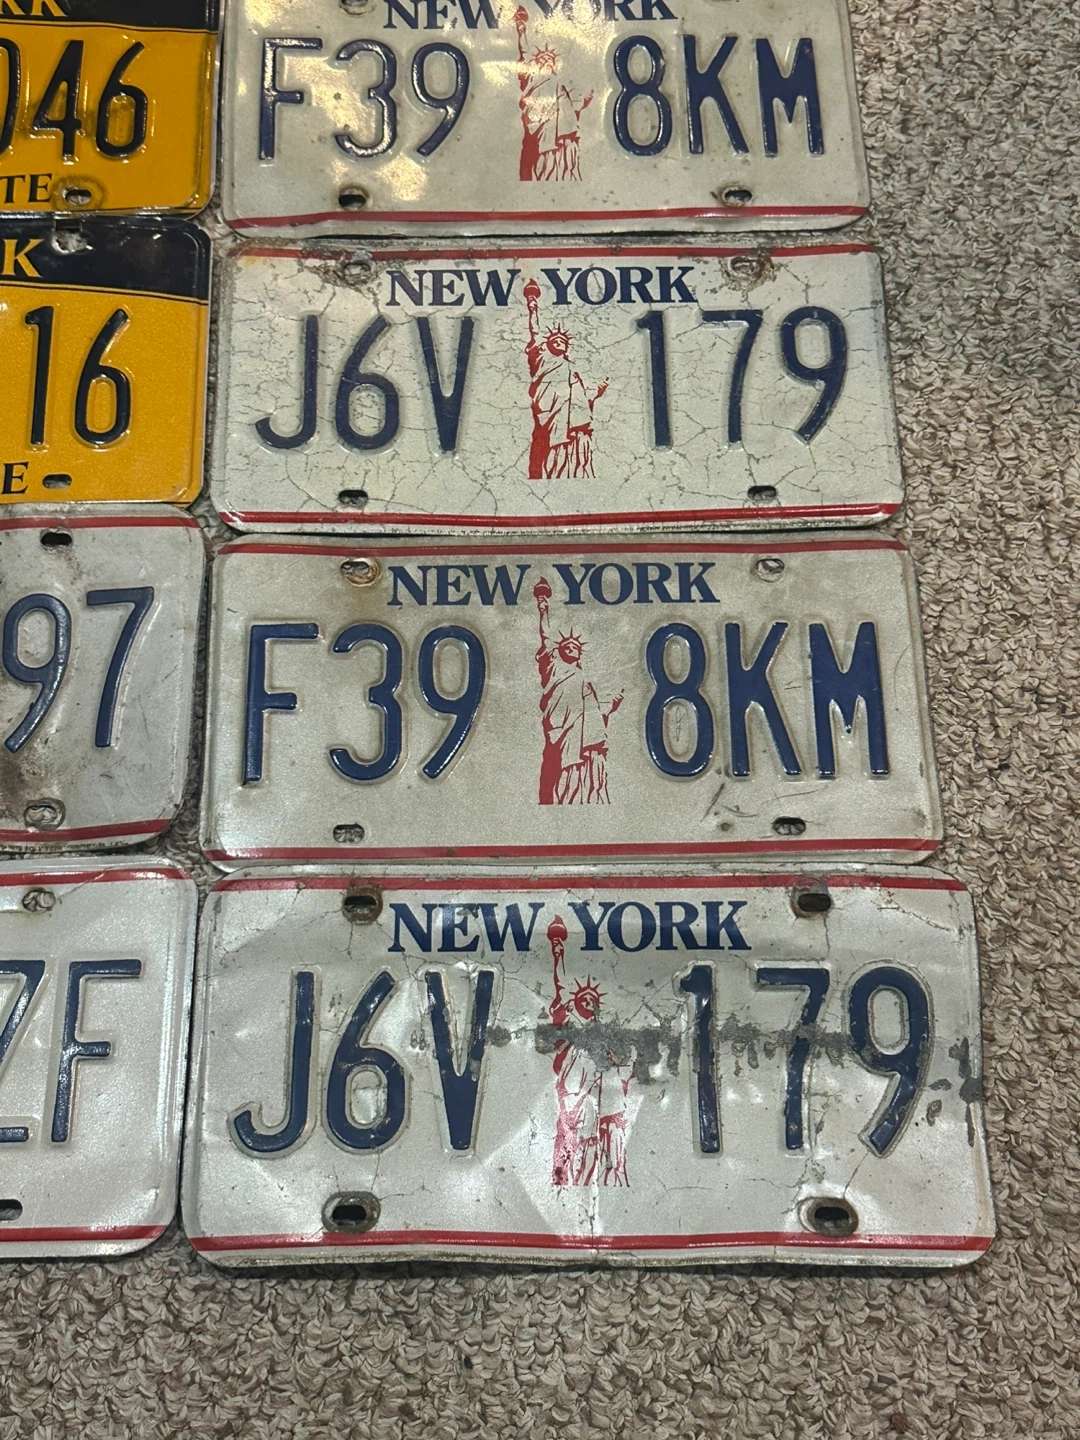 NEW YORK
F39 8KM
046
TE
NEW YORK
J6V 179
K
16
E
NEW YORK
F39 8KM
97
NEW YORK
J6V 179
ZF